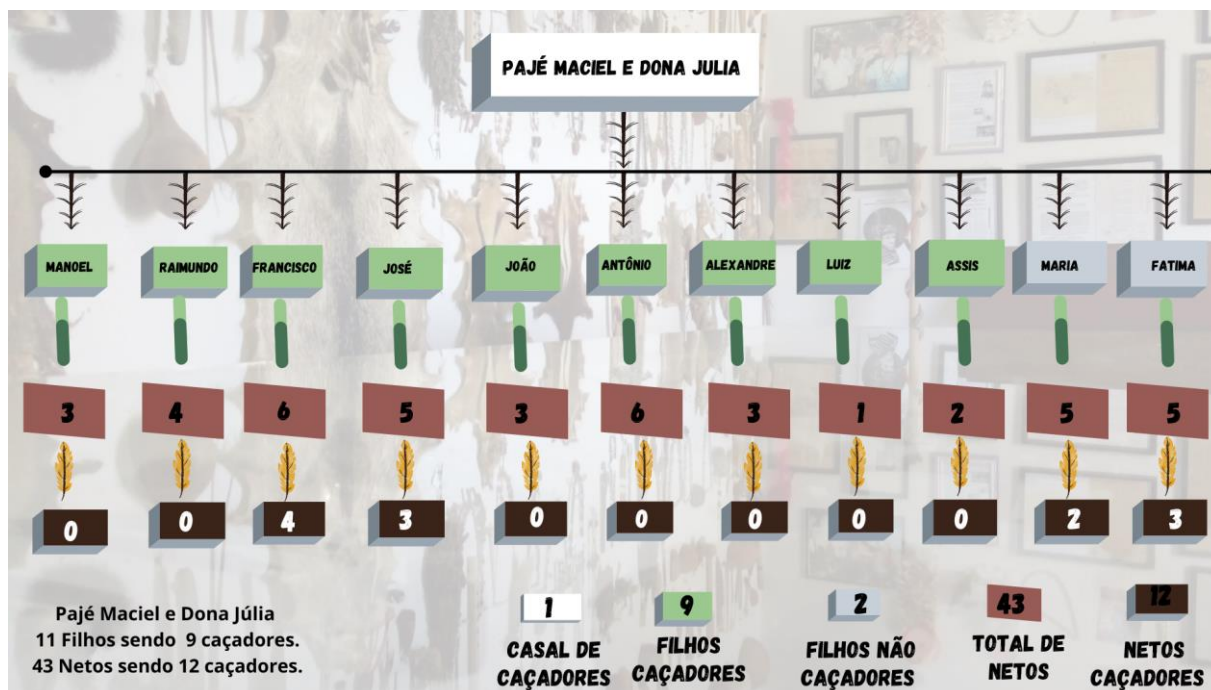 PAJÉ MACIEL E DONA JULIA
MANOEL
RAIMUNDO
FRANCISCO
JOSÉ
JOÃO
ANTÔNIO
ALEXANDRE
LUIZ
ASSIS
MARIA
FATIMA
3
4
6
5
3
6
3
1
2
5
5
0
0
4
3
0
0
0
0
0
2
3
Pajé Maciel e Dona Júlia
11 Filhos sendo 9 caçadores.
43 Netos sendo 12 caçadores.
1
CASAL DE
CAÇADORES
9
FILHOS
CAÇADORES
2
FILHOS NÃO
CAÇADORES
43
TOTAL DE
NETOS
12
NETOS
CAÇADORES